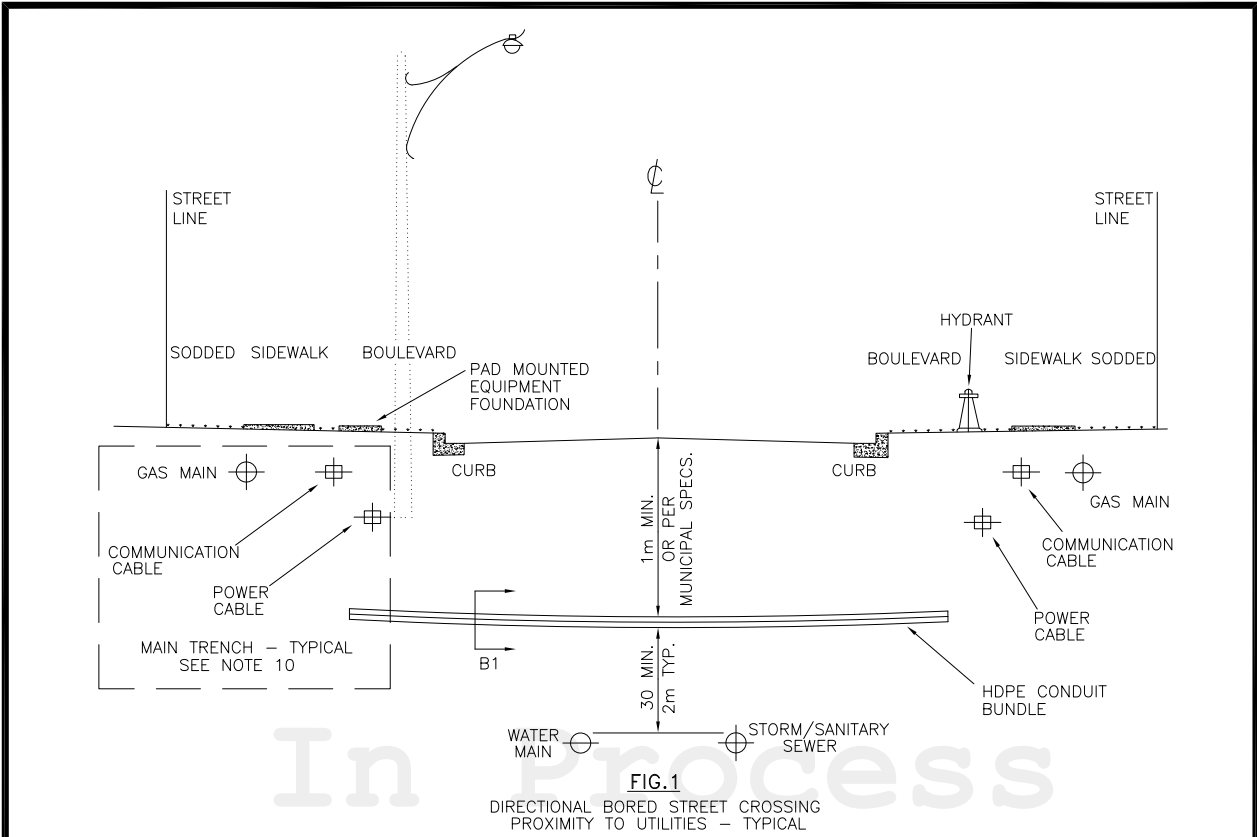 ℄
STREET
LINE
STREET
LINE
HYDRANT
SODDED SIDEWALK BOULEVARD
BOULEVARD SIDEWALK SODDED
PAD MOUNTED
EQUIPMENT
FOUNDATION
CURB
CURB
GAS MAIN
GAS MAIN
COMMUNICATION
CABLE
COMMUNICATION
CABLE
1m MIN.
OR PER
MUNICIPAL SPECS.
POWER
CABLE
POWER
CABLE
MAIN TRENCH – TYPICAL
SEE NOTE 10
B1
30 MIN.
2m TYP.
HDPE CONDUIT
BUNDLE
WATER
MAIN
STORM/SANITARY
SEWER
In Process
FIG.1
DIRECTIONAL BORED STREET CROSSING
PROXIMITY TO UTILITIES – TYPICAL